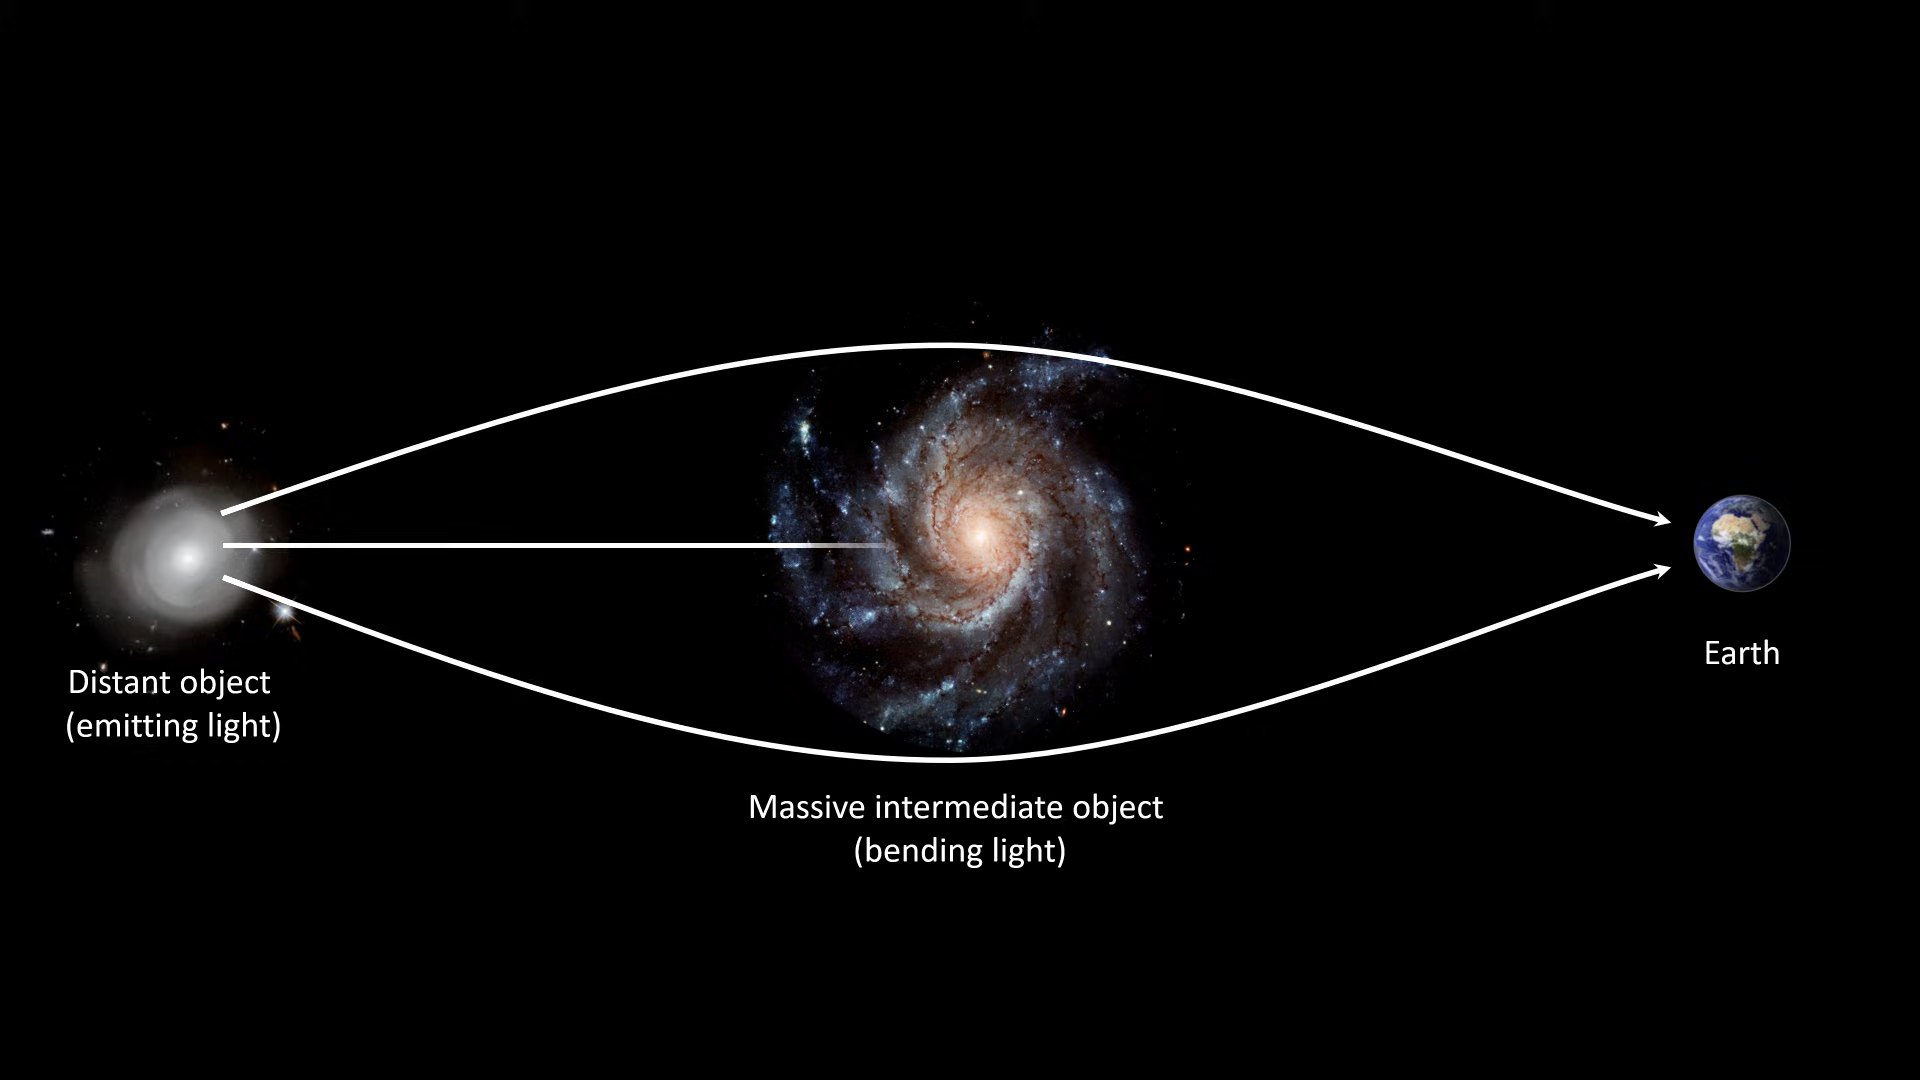 Distant object
(emitting light)
Massive intermediate object
(bending light)
Earth